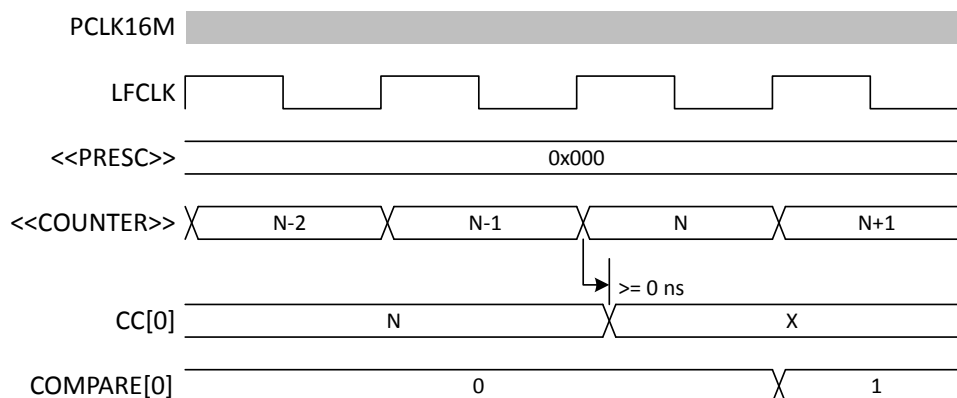 PCLK16M
LFCLK
<<PRESC>> 0x000
<<COUNTER>> N-2 N-1 N N+1
>= 0 ns
CC[0] N X
COMPARE[0] 0 1